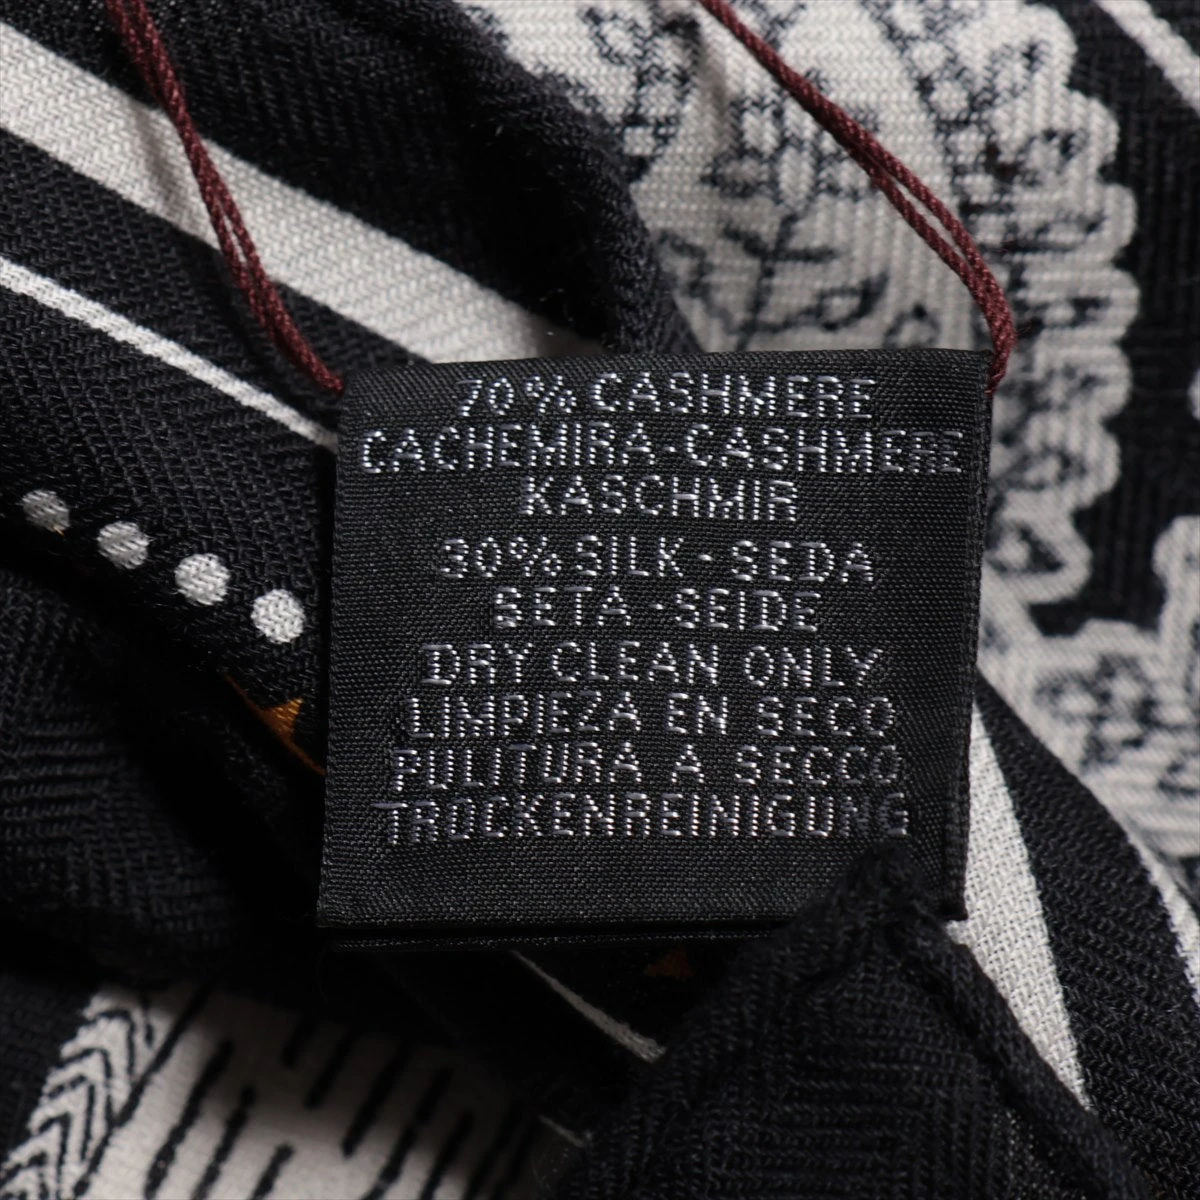 70% CASHMERE
CACHEMIRA-CASHMERE
KASCHMIR
30% SILK - SEDA
SETA - SEIDE
DRY CLEAN ONLY
LIMPIEZA EN SECO
PULITURA A SECCO
TROCKENREINIGUNG